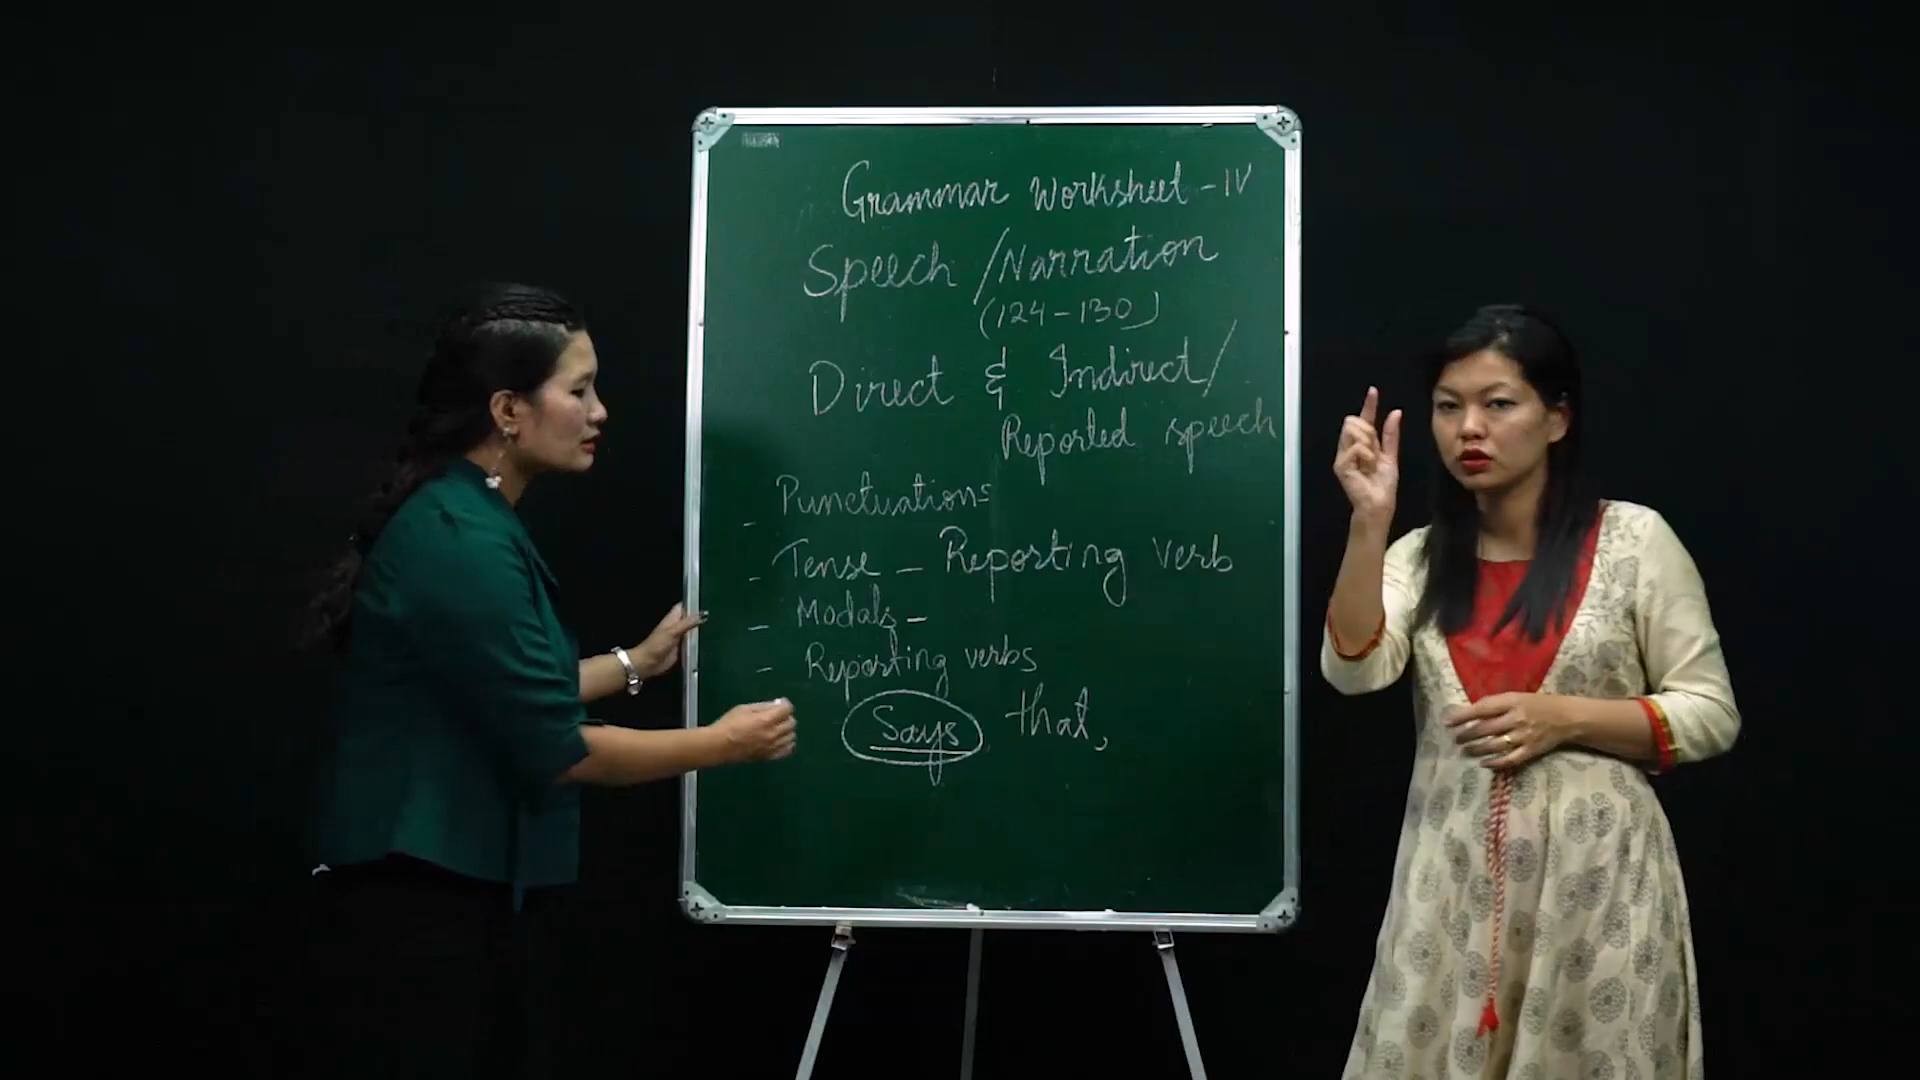 Grammar Worksheet - IV
Speech / Narration
(124-130)
Direct & Indirect /
Reported speech
- Punctuations
- Tense - Reporting verb
- Modals -
- Reporting verbs
Says that,